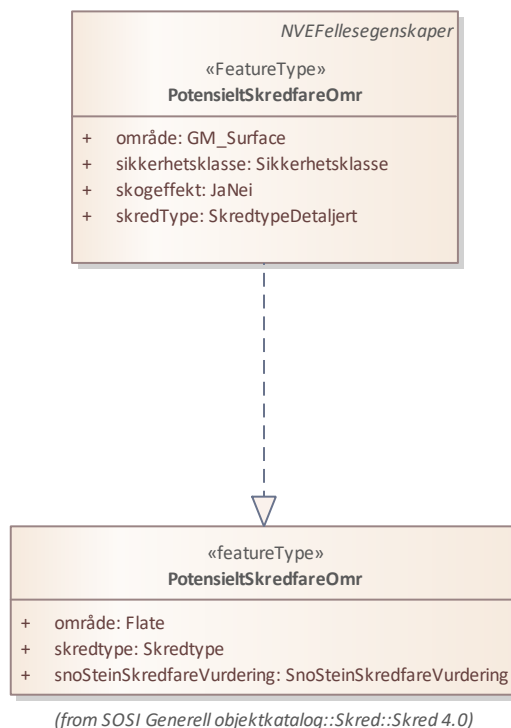 NVEFellesegenskaper
«FeatureType»
PotensieltSkredfareOmr
+ område: GM_Surface
+ sikkerhetsklasse: Sikkerhetsklasse
+ skogeffekt: JaNei
+ skredType: SkredtypeDetaljert
«featureType»
PotensieltSkredfareOmr
+ område: Flate
+ skredtype: Skredtype
+ snoSteinSkredfareVurdering: SnoSteinSkredfareVurdering
(from SOSI Generell objektkatalog::Skred::Skred 4.0)